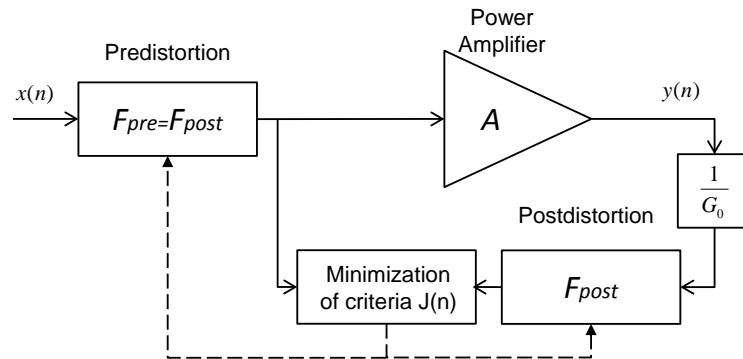 Power
Amplifier
Predistortion
x(n)
y(n)
Fpre=Fpost
A
1
G0
Postdistortion
Minimization
of criteria J(n)
Fpost